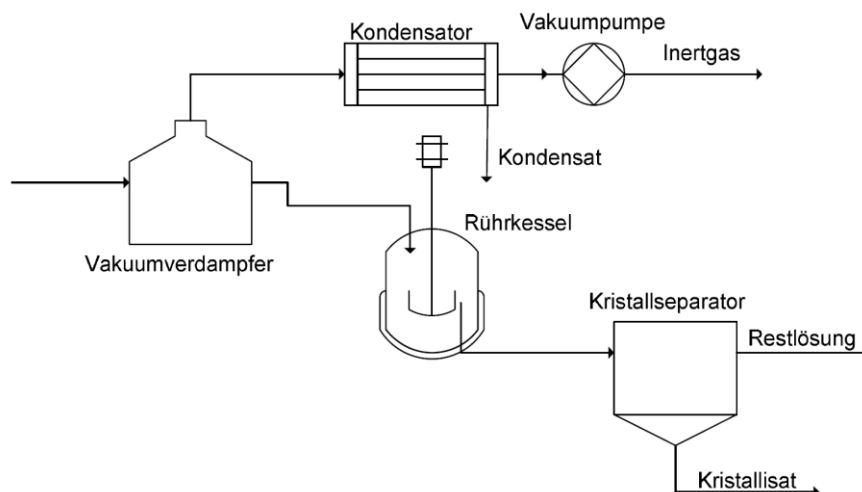 Kondensator
Vakuumpumpe
Inertgas
Kondensat
Rührkessel
Vakuumverdampfer
Kristallseparator
Restlösung
Kristallisat